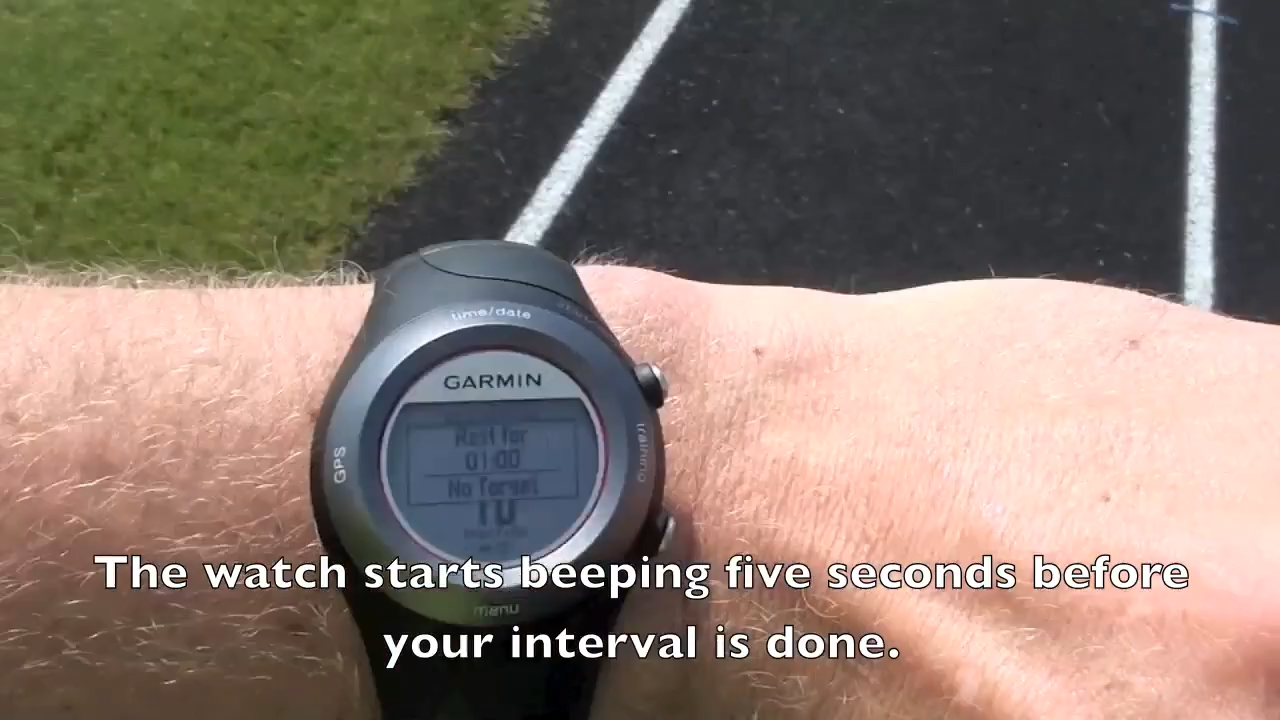 time/date
GARMIN
GPS
training
Rest for
01:00
No Target
menu
The watch starts beeping five seconds before
your interval is done.